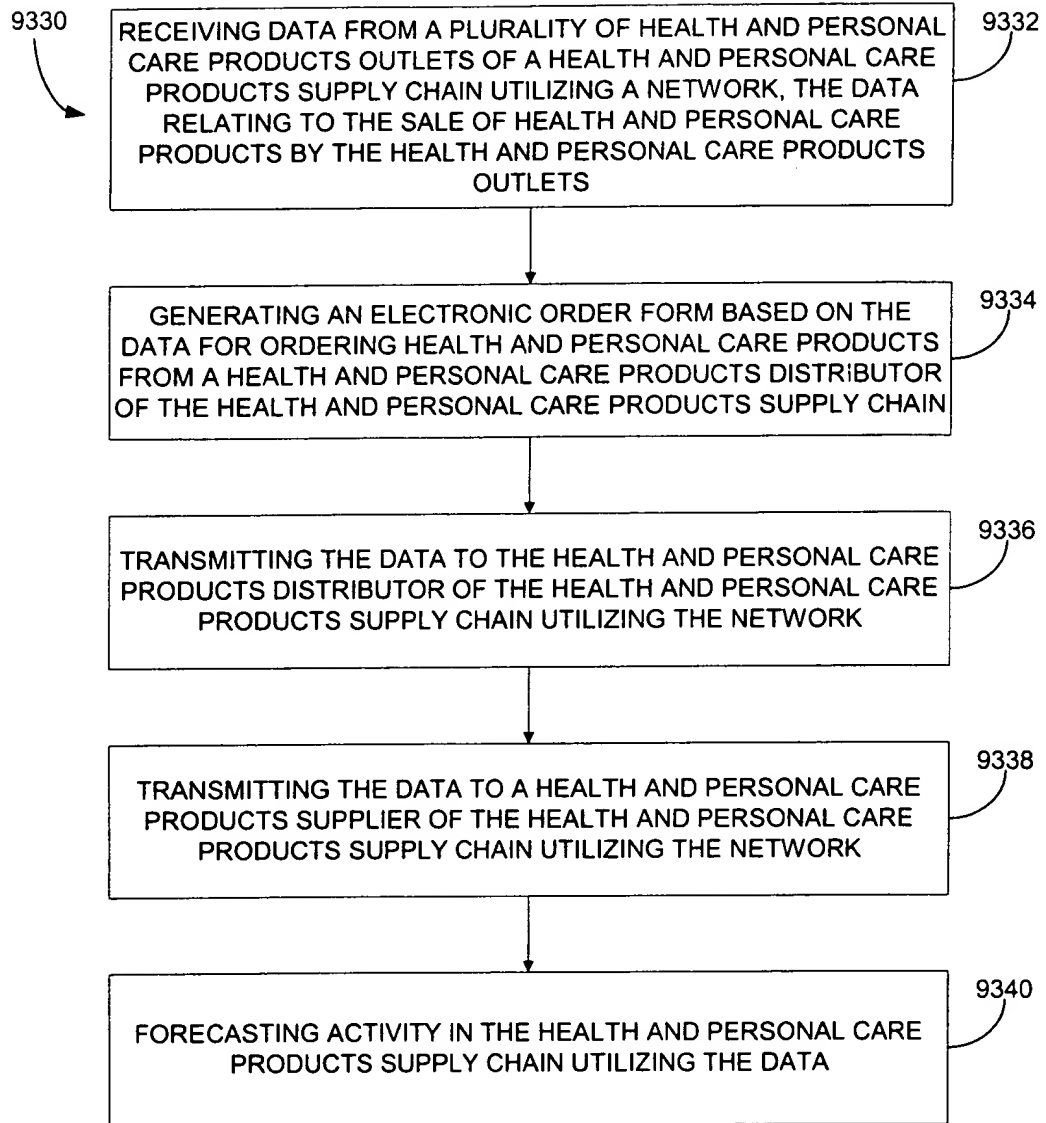 9330
RECEIVING DATA FROM A PLURALITY OF HEALTH AND PERSONAL
CARE PRODUCTS OUTLETS OF A HEALTH AND PERSONAL CARE
PRODUCTS SUPPLY CHAIN UTILIZING A NETWORK, THE DATA
RELATING TO THE SALE OF HEALTH AND PERSONAL CARE
PRODUCTS BY THE HEALTH AND PERSONAL CARE PRODUCTS
OUTLETS
9332
GENERATING AN ELECTRONIC ORDER FORM BASED ON THE
DATA FOR ORDERING HEALTH AND PERSONAL CARE PRODUCTS
FROM A HEALTH AND PERSONAL CARE PRODUCTS DISTRIBUTOR
OF THE HEALTH AND PERSONAL CARE PRODUCTS SUPPLY CHAIN
9334
TRANSMITTING THE DATA TO THE HEALTH AND PERSONAL CARE
PRODUCTS DISTRIBUTOR OF THE HEALTH AND PERSONAL CARE
PRODUCTS SUPPLY CHAIN UTILIZING THE NETWORK
9336
TRANSMITTING THE DATA TO A HEALTH AND PERSONAL CARE
PRODUCTS SUPPLIER OF THE HEALTH AND PERSONAL CARE
PRODUCTS SUPPLY CHAIN UTILIZING THE NETWORK
9338
FORECASTING ACTIVITY IN THE HEALTH AND PERSONAL CARE
PRODUCTS SUPPLY CHAIN UTILIZING THE DATA
9340